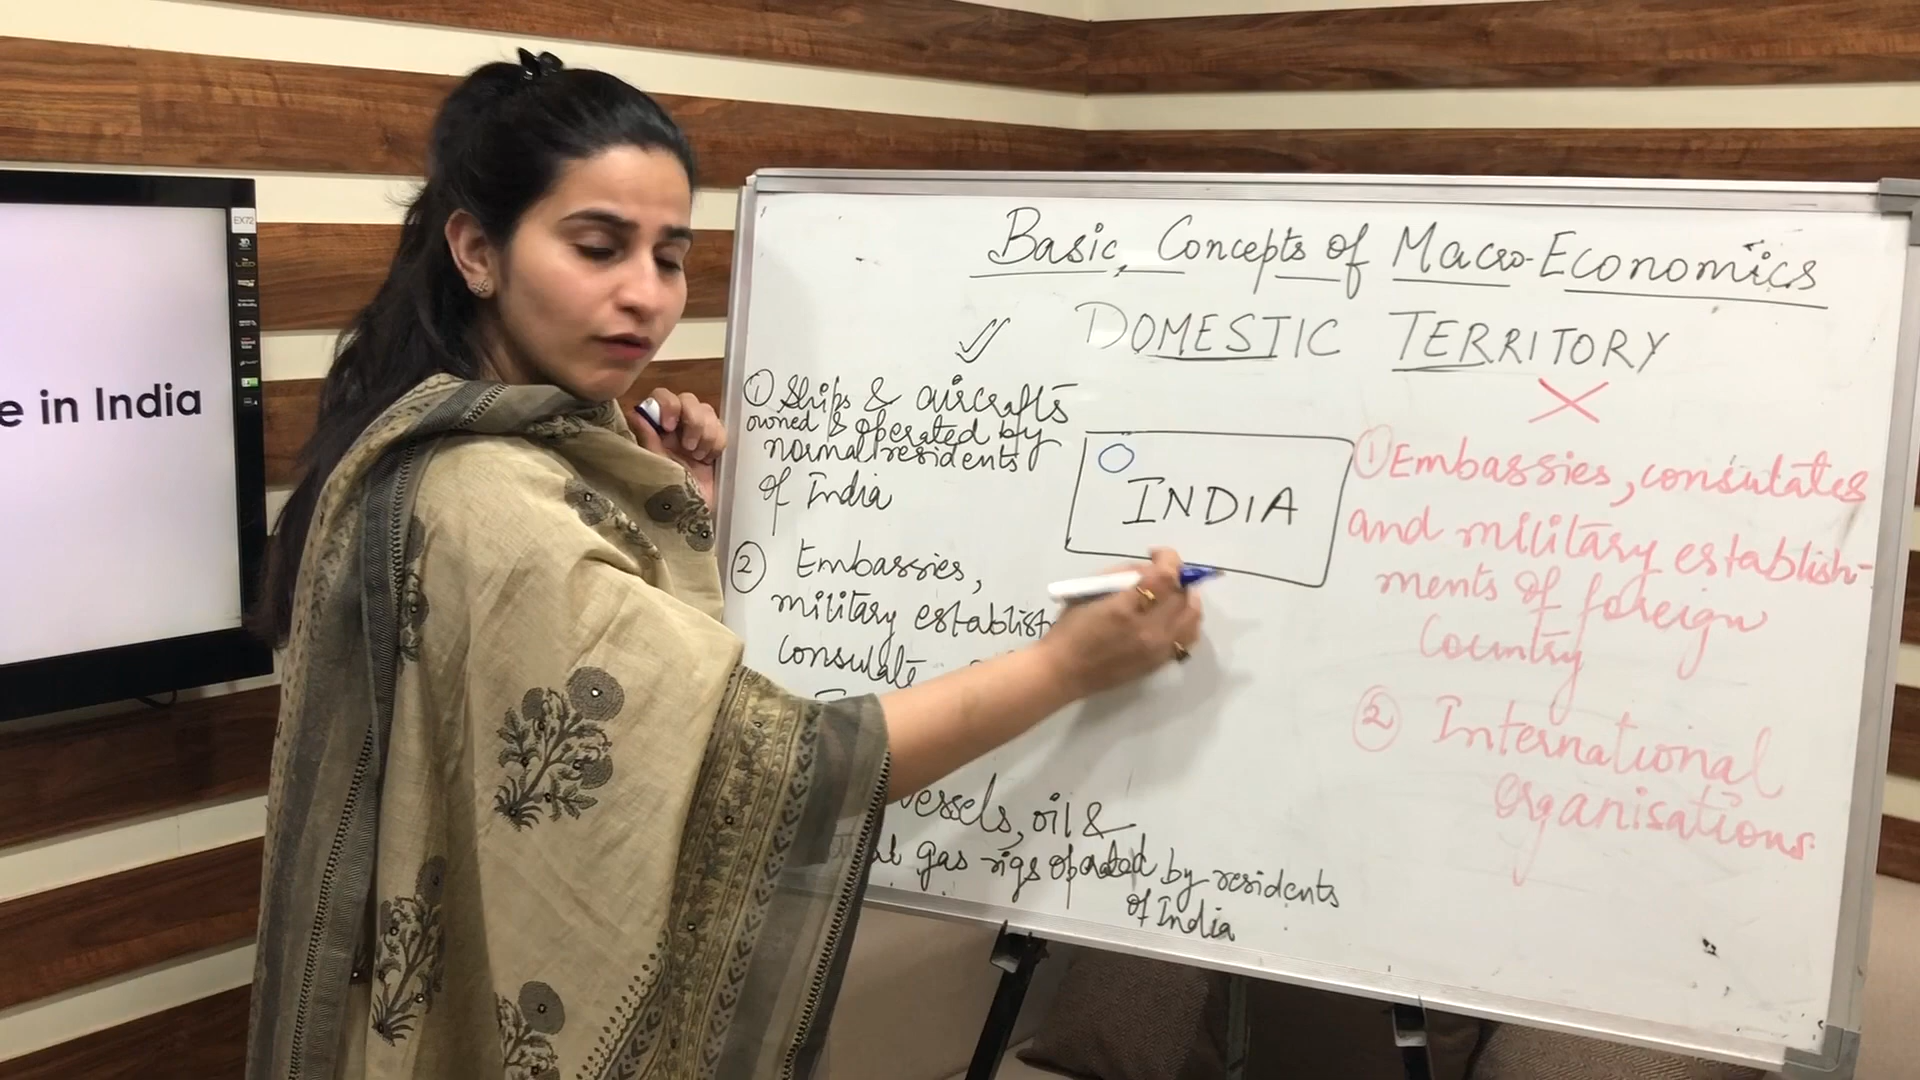 e in India
EX72
Basic Concepts of Macro-Economics
DOMESTIC TERRITORY
① Ships & aircrafts
owned & operated by
normal residents
of India
② Embassies,
military establish
consulate
INDIA
vessels, oil &
gas rigs operated by residents
of India
① Embassies, consulates
and military establish-
ments of foreign
Country
② International
Organisations.